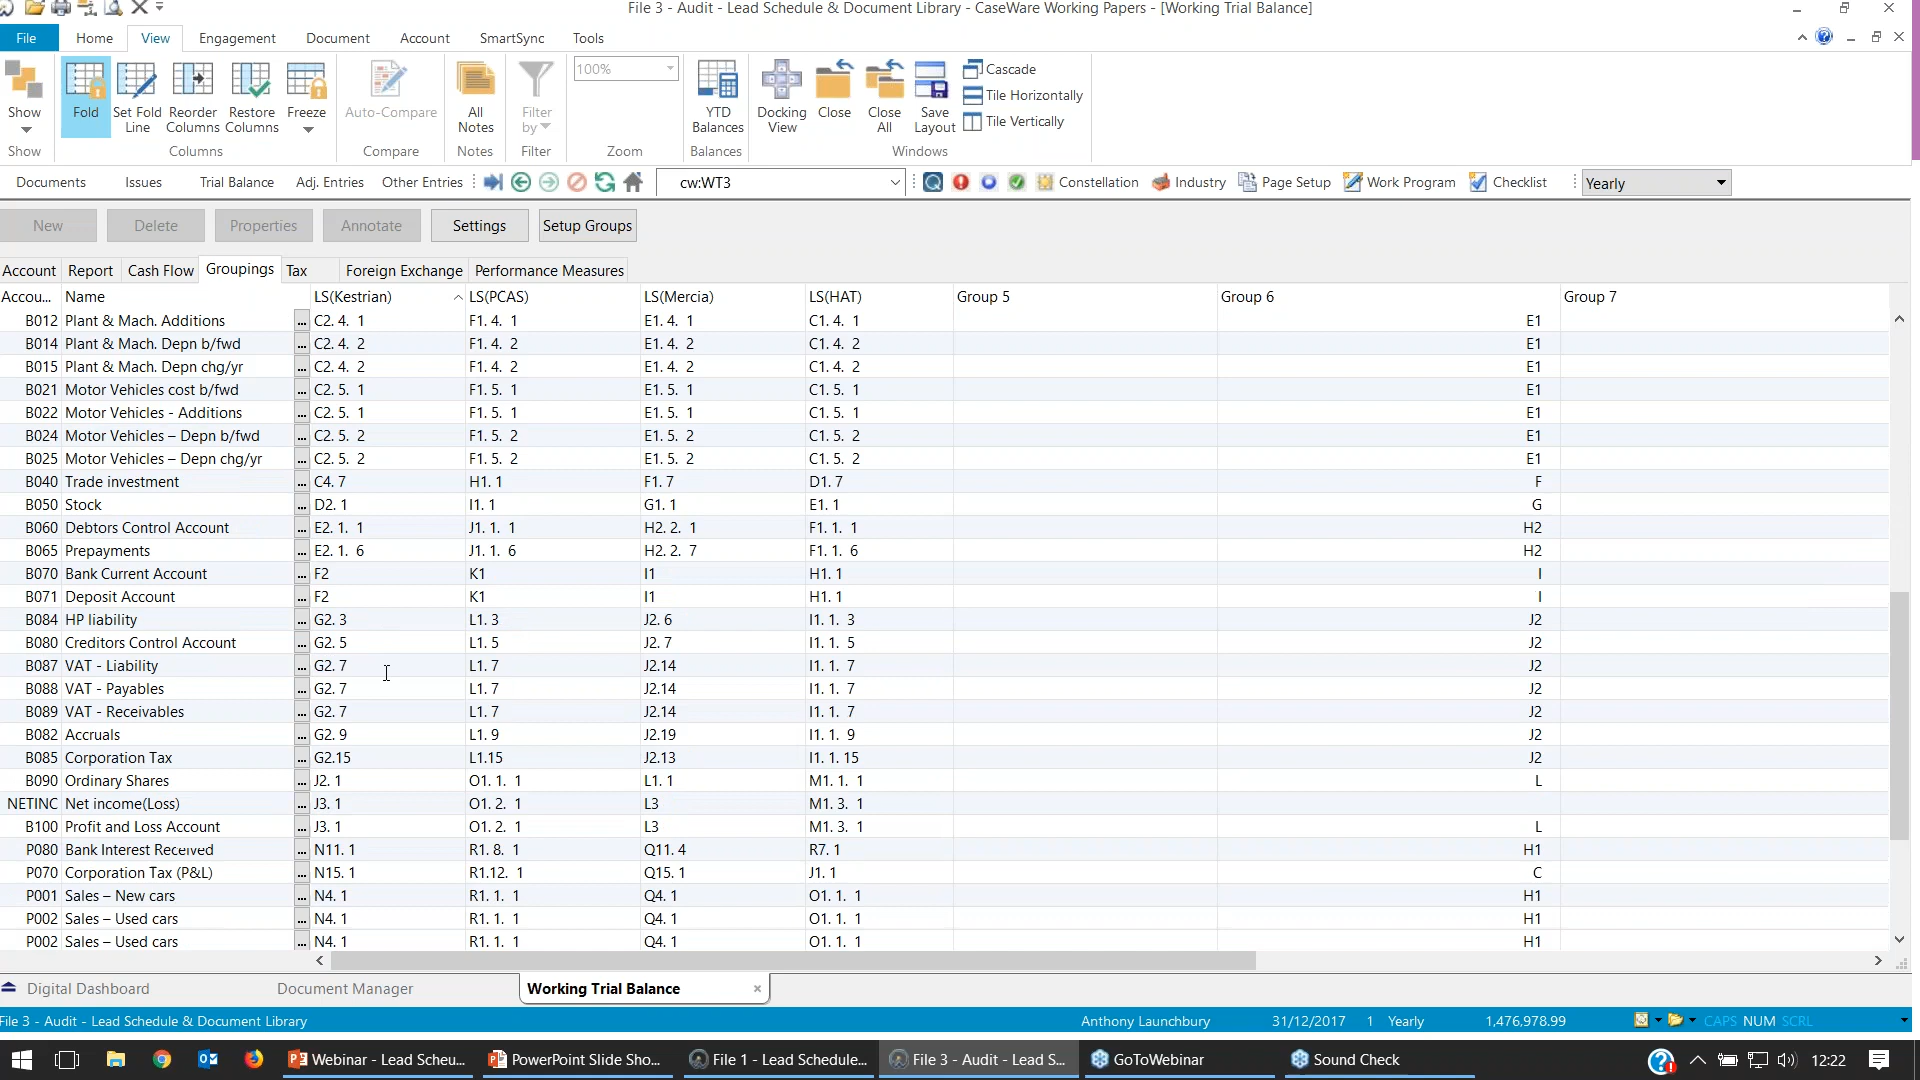 File 3 - Audit - Lead Schedule & Document Library - CaseWare Working Papers - [Working Trial Balance]
File Home View Engagement Document Account SmartSync Tools
Show
Fold
Set Fold Line
Reorder Columns
Restore Columns
Freeze
Auto-Compare
All Notes
Filter by
100%
YTD Balances
Docking View
Close
Close All
Save Layout
Cascade
Tile Horizontally
Tile Vertically
Show Columns Compare Notes Filter Zoom Balances Windows
Documents Issues Trial Balance Adj. Entries Other Entries cw:WT3 Constellation Industry Page Setup Work Program Checklist Yearly
New Delete Properties Annotate Settings Setup Groups
Account Report Cash Flow Groupings Tax Foreign Exchange Performance Measures
Accou... Name LS(Kestrian) LS(PCAS) LS(Mercia) LS(HAT) Group 5 Group 6 Group 7
B012 Plant & Mach. Additions ... C2. 4. 1 F1. 4. 1 E1. 4. 1 C1. 4. 1 E1
B014 Plant & Mach. Depn b/fwd ... C2. 4. 2 F1. 4. 2 E1. 4. 2 C1. 4. 2 E1
B015 Plant & Mach. Depn chg/yr ... C2. 4. 2 F1. 4. 2 E1. 4. 2 C1. 4. 2 E1
B021 Motor Vehicles cost b/fwd ... C2. 5. 1 F1. 5. 1 E1. 5. 1 C1. 5. 1 E1
B022 Motor Vehicles - Additions ... C2. 5. 1 F1. 5. 1 E1. 5. 1 C1. 5. 1 E1
B024 Motor Vehicles – Depn b/fwd ... C2. 5. 2 F1. 5. 2 E1. 5. 2 C1. 5. 2 E1
B025 Motor Vehicles – Depn chg/yr ... C2. 5. 2 F1. 5. 2 E1. 5. 2 C1. 5. 2 E1
B040 Trade investment ... C4. 7 H1. 1 F1. 7 D1. 7 F
B050 Stock ... D2. 1 I1. 1 G1. 1 E1. 1 G
B060 Debtors Control Account ... E2. 1. 1 J1. 1. 1 H2. 2. 1 F1. 1. 1 H2
B065 Prepayments ... E2. 1. 6 J1. 1. 6 H2. 2. 7 F1. 1. 6 H2
B070 Bank Current Account ... F2 K1 I1 H1. 1 I
B071 Deposit Account ... F2 K1 I1 H1. 1 I
B084 HP liability ... G2. 3 L1. 3 J2. 6 I1. 1. 3 J2
B080 Creditors Control Account ... G2. 5 L1. 5 J2. 7 I1. 1. 5 J2
B087 VAT - Liability ... G2. 7 L1. 7 J2.14 I1. 1. 7 J2
B088 VAT - Payables ... G2. 7 L1. 7 J2.14 I1. 1. 7 J2
B089 VAT - Receivables ... G2. 7 L1. 7 J2.14 I1. 1. 7 J2
B082 Accruals ... G2. 9 L1. 9 J2.19 I1. 1. 9 J2
B085 Corporation Tax ... G2.15 L1.15 J2.13 I1. 1. 15 J2
B090 Ordinary Shares ... J2. 1 O1. 1. 1 L1. 1 M1. 1. 1 L
NETINC Net income(Loss) ... J3. 1 O1. 2. 1 L3 M1. 3. 1
B100 Profit and Loss Account ... J3. 1 O1. 2. 1 L3 M1. 3. 1 L
P080 Bank Interest Received ... N11. 1 R1. 8. 1 Q11. 4 R7. 1 H1
P070 Corporation Tax (P&L) ... N15. 1 R1.12. 1 Q15. 1 J1. 1 C
P001 Sales – New cars ... N4. 1 R1. 1. 1 Q4. 1 O1. 1. 1 H1
P002 Sales – Used cars ... N4. 1 R1. 1. 1 Q4. 1 O1. 1. 1 H1
P002 Sales – Used cars ... N4. 1 R1. 1. 1 Q4. 1 O1. 1. 1 H1
Digital Dashboard Document Manager Working Trial Balance ×
File 3 - Audit - Lead Schedule & Document Library Anthony Launchbury 31/12/2017 1 Yearly 1,476,978.99 CAPS NUM SCRL
Webinar - Lead Scheu... PowerPoint Slide Sho... File 1 - Lead Schedule... File 3 - Audit - Lead S... GoToWebinar Sound Check 12:22